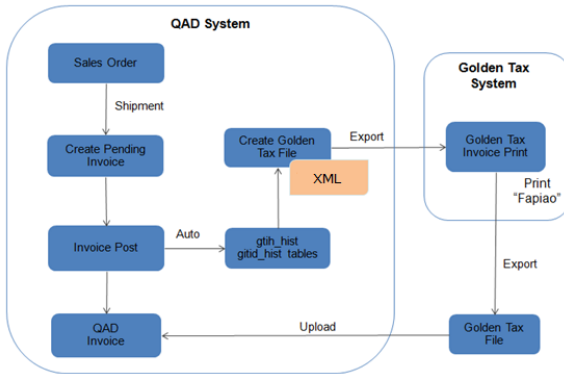 QAD System
Sales Order
Shipment
Create Pending
Invoice
Invoice Post
Auto
gtih_hist
gitid_hist tables
Create Golden
Tax File
XML
Export
Golden Tax
System
Golden Tax
Invoice Print
Print
“Fapiao”
Export
Golden Tax
File
Upload
QAD
Invoice